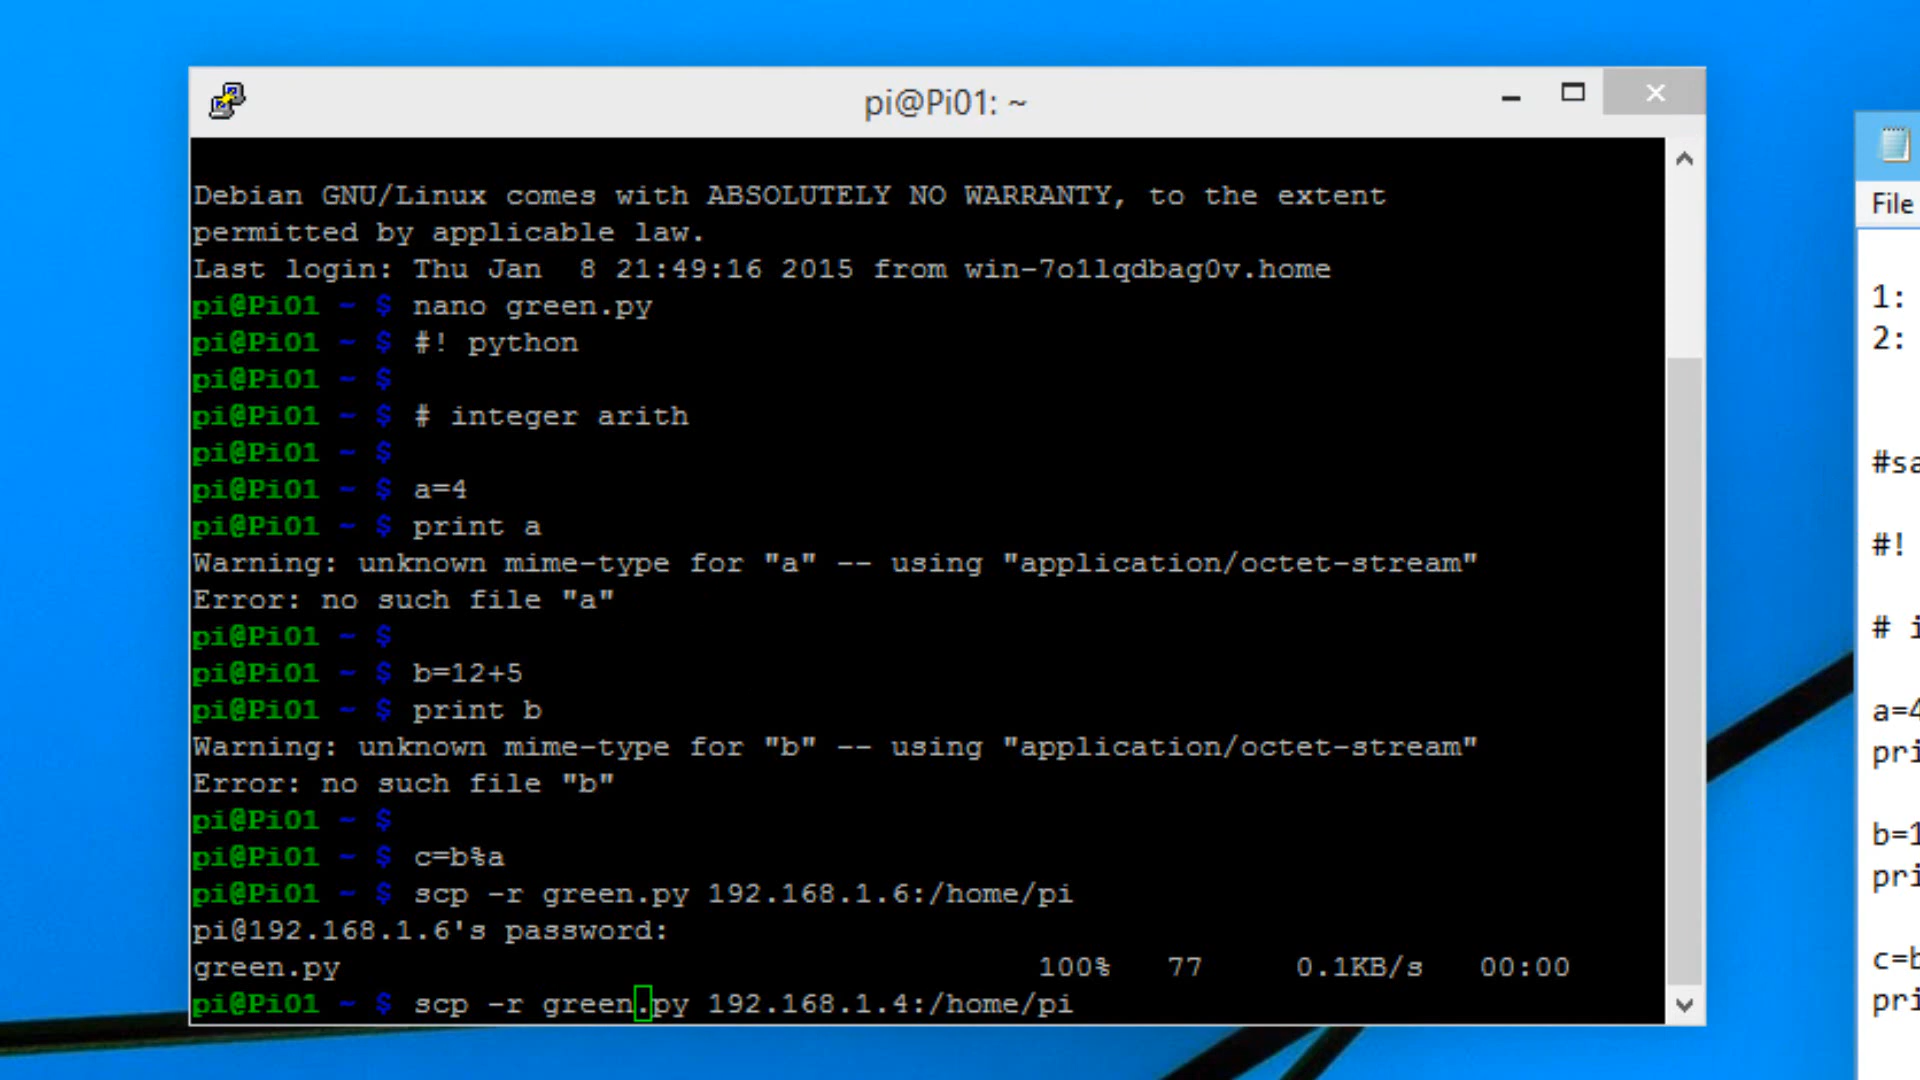 pi@Pi01: ~
Debian GNU/Linux comes with ABSOLUTELY NO WARRANTY, to the extent
permitted by applicable law.
Last login: Thu Jan  8 21:49:16 2015 from win-7o1lqdbag0v.home
pi@Pi01 ~ $ nano green.py
pi@Pi01 ~ $ #! python
pi@Pi01 ~ $
pi@Pi01 ~ $ # integer arith
pi@Pi01 ~ $
pi@Pi01 ~ $ a=4
pi@Pi01 ~ $ print a
Warning: unknown mime-type for "a" -- using "application/octet-stream"
Error: no such file "a"
pi@Pi01 ~ $
pi@Pi01 ~ $ b=12+5
pi@Pi01 ~ $ print b
Warning: unknown mime-type for "b" -- using "application/octet-stream"
Error: no such file "b"
pi@Pi01 ~ $
pi@Pi01 ~ $ c=b%a
pi@Pi01 ~ $ scp -r green.py 192.168.1.6:/home/pi
pi@192.168.1.6's password:
green.py 100% 77 0.1KB/s 00:00
pi@Pi01 ~ $ scp -r green.py 192.168.1.4:/home/pi
File
1:
2:
#sa
#!
# i
a=4
pri
b=1
pri
c=b
pri